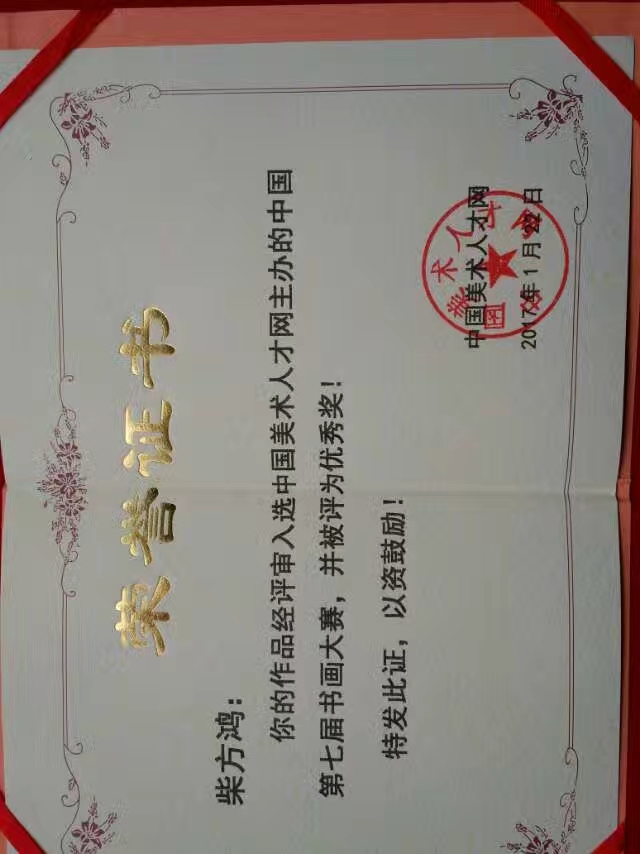 荣誉证书
柴方鸿：
你的作品经评审入选中国美术人才网主办的中国
第七届书画大赛，并被评为优秀奖！
特发此证，以资鼓励！
中国美术人才网
2017年1月22日